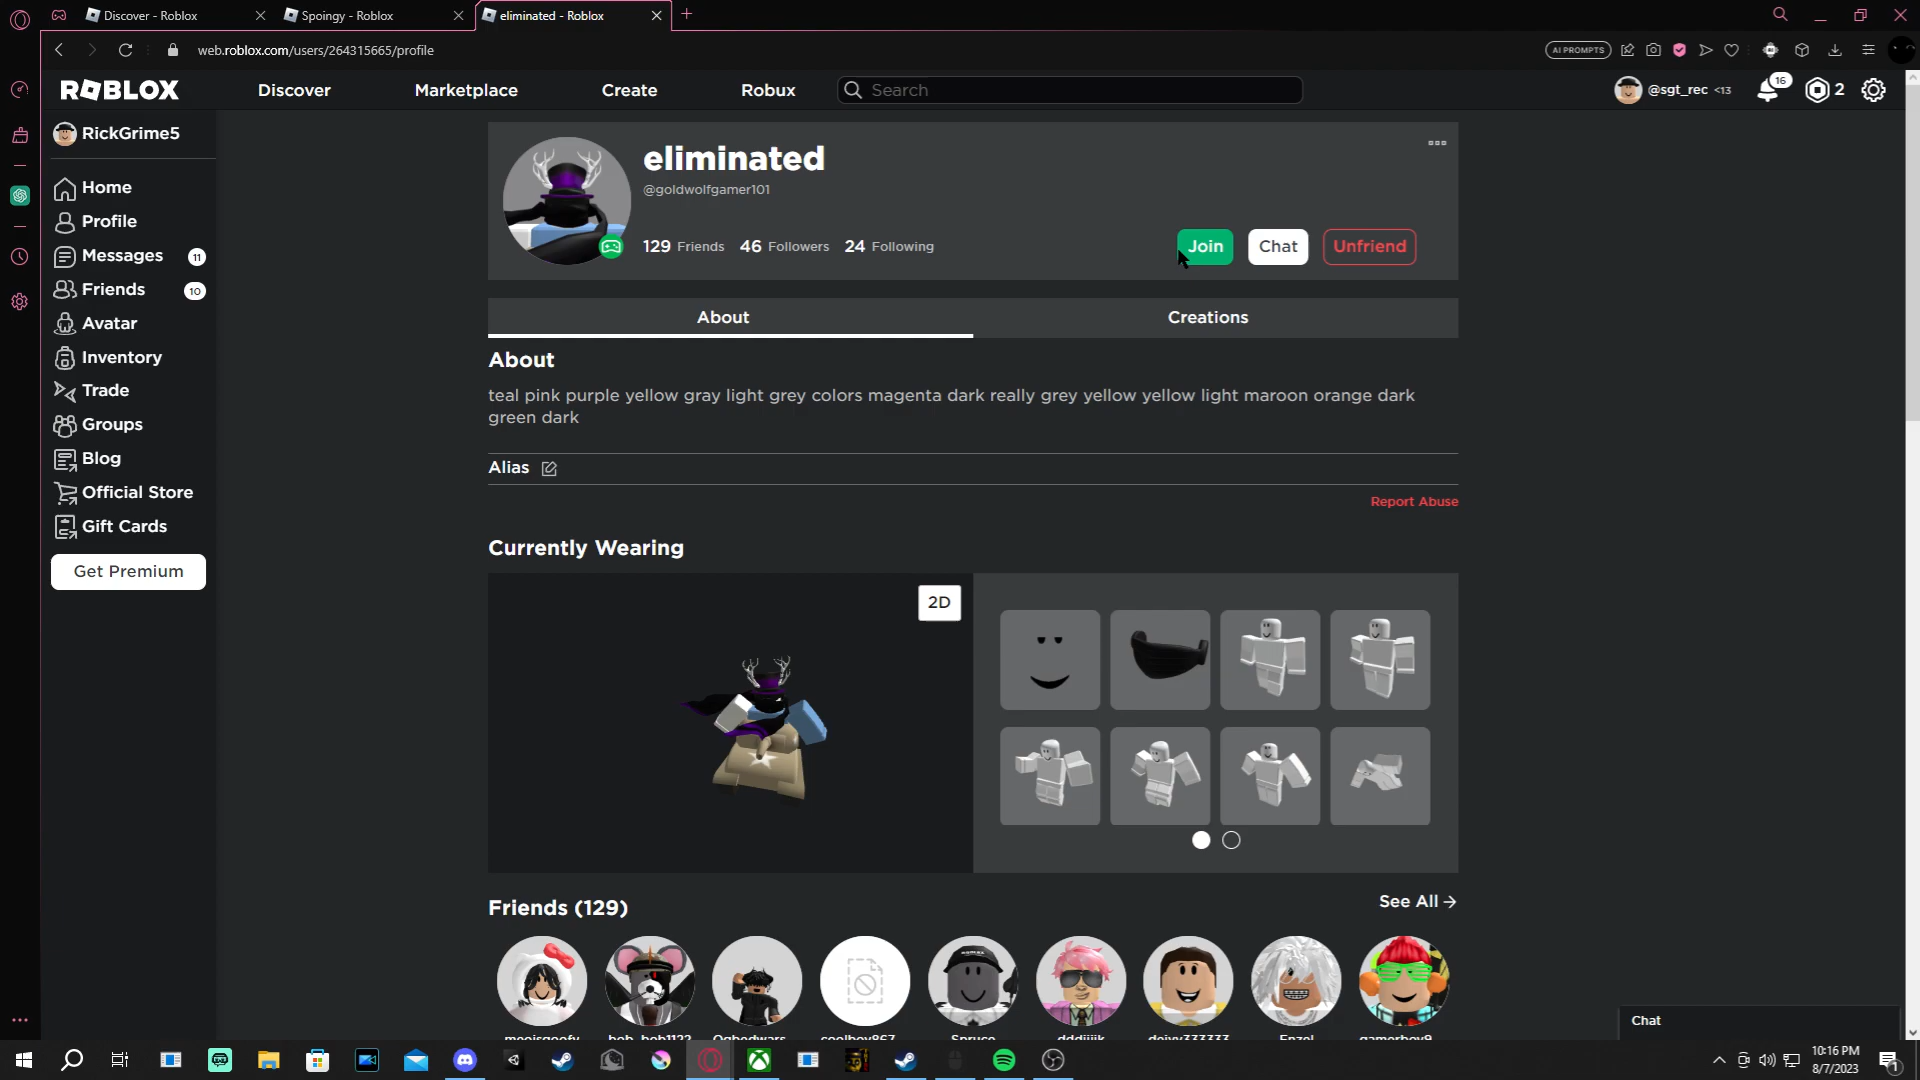 Discover - Roblox
Spoingy - Roblox
eliminated - Roblox
web.roblox.com/users/264315665/profile
AI PROMPTS
ROBLOX
Discover
Marketplace
Create
Robux
Search
@sgt_rec <13
16
2
RickGrime5
Home
Profile
Messages 11
Friends 10
Avatar
Inventory
Trade
Groups
Blog
Official Store
Gift Cards
Get Premium
eliminated
@goldwolfgamer101
129 Friends 46 Followers 24 Following
Join
Chat
Unfriend
About
Creations
About
teal pink purple yellow gray light grey colors magenta dark really grey yellow yellow light maroon orange dark
green dark
Alias
Report Abuse
Currently Wearing
2D
Friends (129)
See All
coolboy867
Spruce
Enzel
Chat
10:16 PM
8/7/2023
1